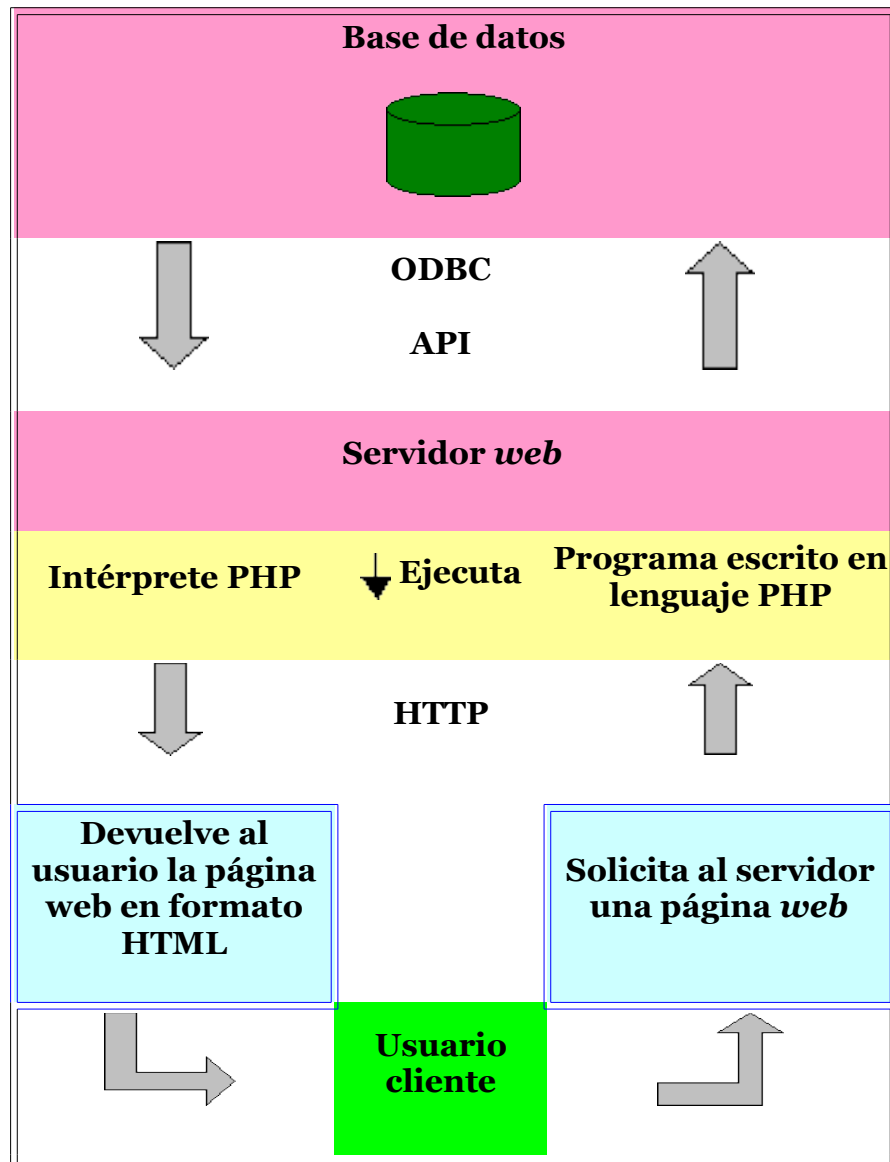 Base de datos
ODBC
API
Servidor web
Intérprete PHP
Ejecuta
Programa escrito en
lenguaje PHP
HTTP
Devuelve al
usuario la página
web en formato
HTML
Solicita al servidor
una página web
Usuario
cliente